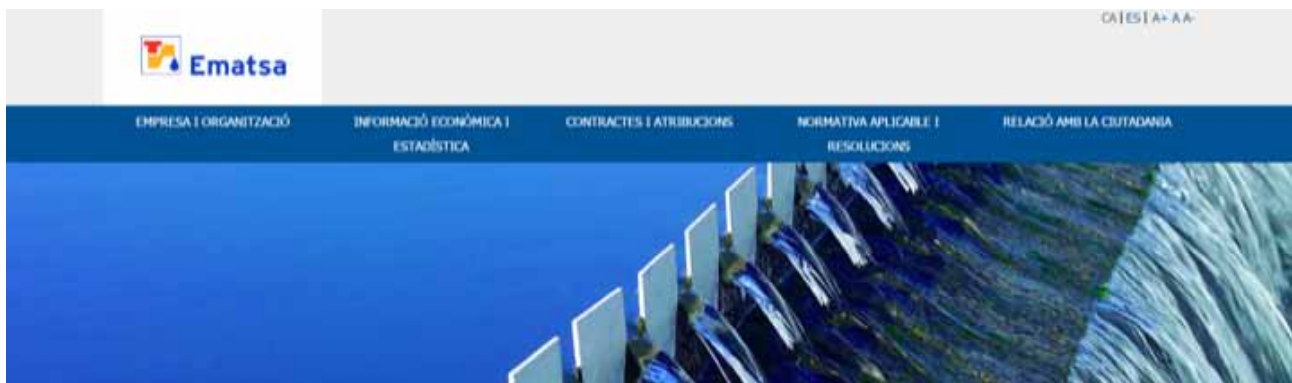 CA | ES | A+ A A-
Ematsa
EMPRESA I ORGANITZACIÓ
INFORMACIÓ ECONÒMICA I
ESTADÍSTICA
CONTRACTES I ATRIBUCIONS
NORMATIVA APLICABLE I
RESOLUCIONS
RELACIÓ AMB LA CIUTADANIA